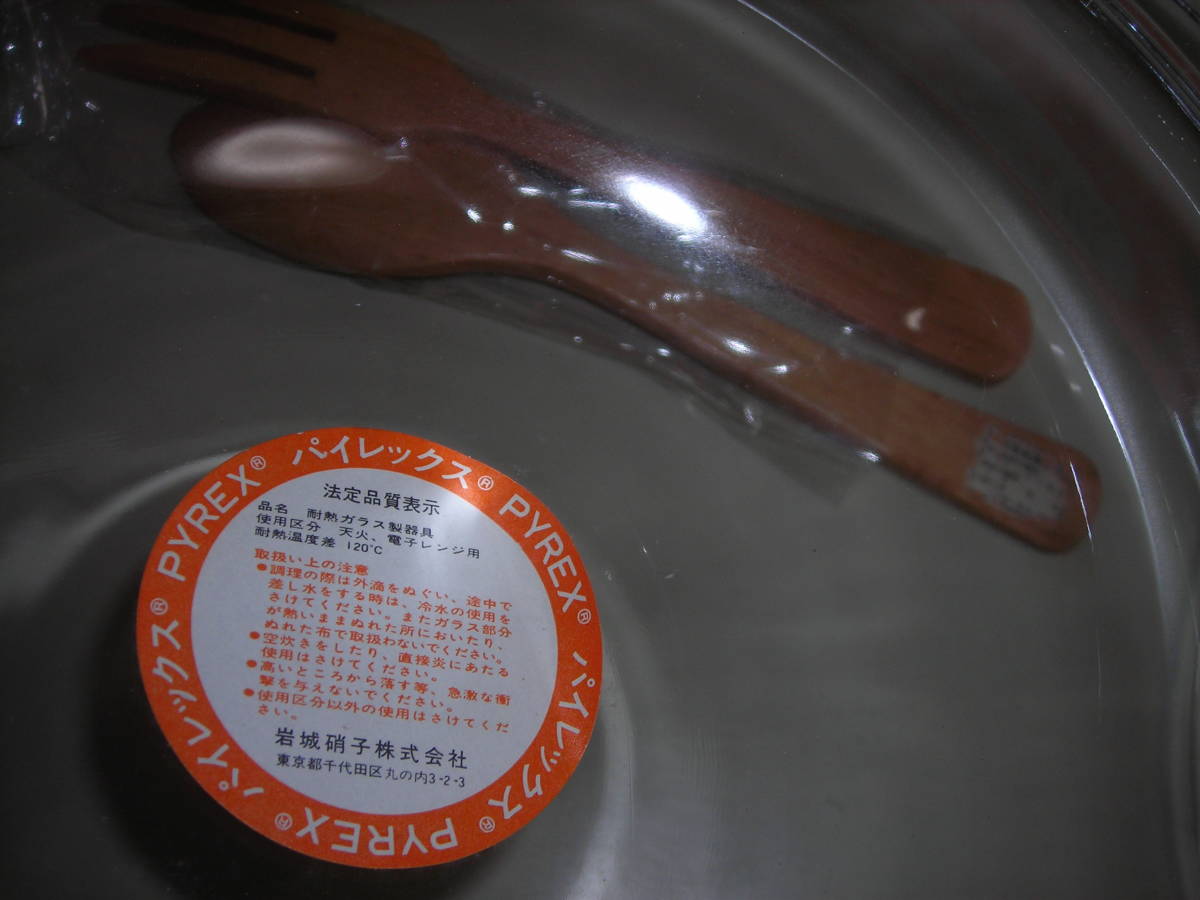 パイレックス® PYREX® パイレックス® PYREX® パイレックス® PYREX®
法定品質表示
品名 耐熱ガラス製器具
使用区分 天火、電子レンジ用
耐熱温度差 120°C
取扱い上の注意
●調理の際は外滴をぬぐい、途中で
差し水をする時は、冷水の使用を
さけてください。またガラス部分
が熱いままぬれた所においたり、
ぬれた布で取扱わないでください。
●空炊きをしたり、直接炎にあたる
使用はさけてください。
●高いところから落す等、急激な衝
撃を与えないでください。
●使用区分以外の使用はさけてくだ
さい。
岩城硝子株式会社
東京都千代田区丸の内3-2-3